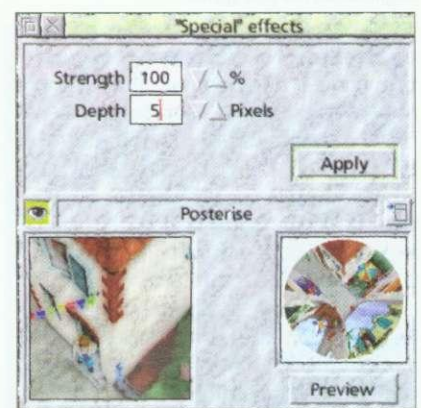 "Special" effects
Strength 100 %
Depth 5 Pixels
Apply
Posterise
Preview